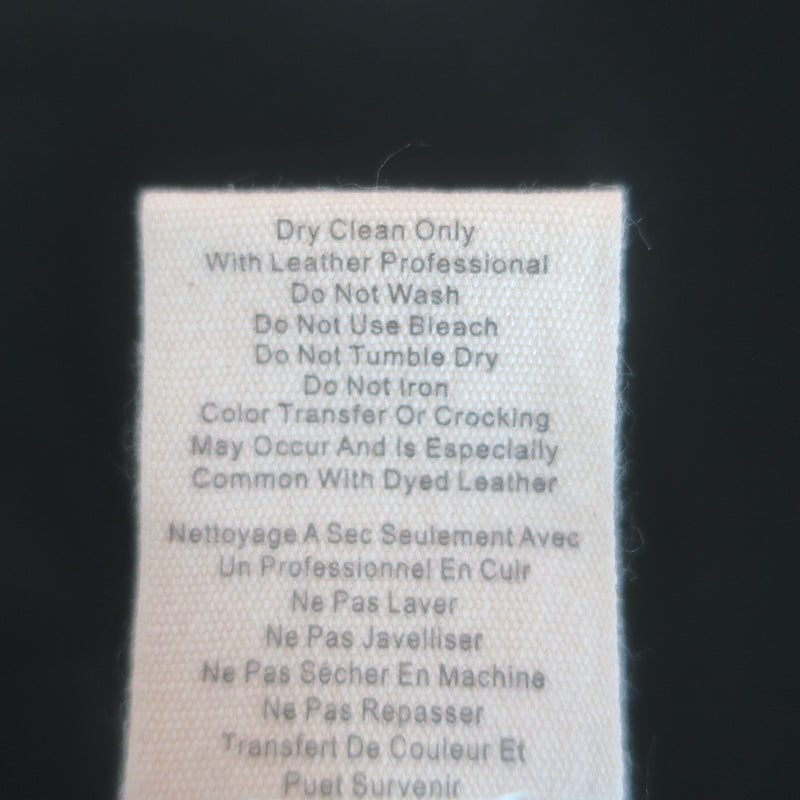 Dry Clean Only
With Leather Professional
Do Not Wash
Do Not Use Bleach
Do Not Tumble Dry
Do Not Iron
Color Transfer Or Crocking
May Occur And Is Especially
Common With Dyed Leather
Nettoyage A Sec Seulement Avec
Un Professionnel En Cuir
Ne Pas Laver
Ne Pas Javelliser
Ne Pas Sécher En Machine
Ne Pas Repasser
Transfert De Couleur Et
Puet Survenir